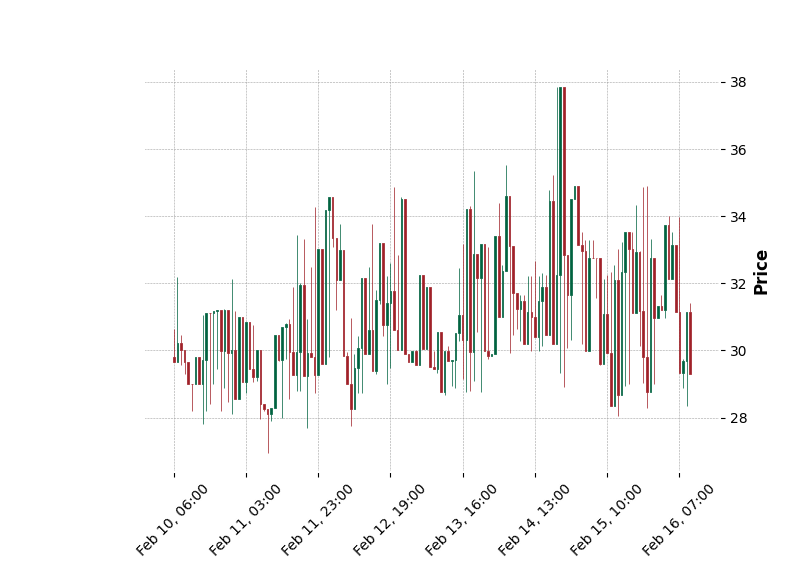 38
36
34
32
30
28
Price
Feb 10, 06:00
Feb 11, 03:00
Feb 11, 23:00
Feb 12, 19:00
Feb 13, 16:00
Feb 14, 13:00
Feb 15, 10:00
Feb 16, 07:00